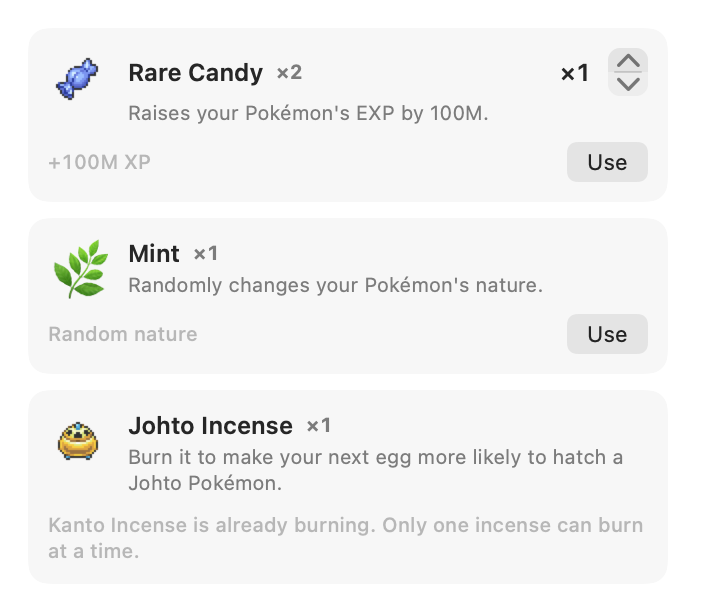 Rare Candy ×2 ×1
Raises your Pokémon's EXP by 100M.
+100M XP Use
Mint ×1
Randomly changes your Pokémon's nature.
Random nature Use
Johto Incense ×1
Burn it to make your next egg more likely to hatch a
Johto Pokémon.
Kanto Incense is already burning. Only one incense can burn
at a time.